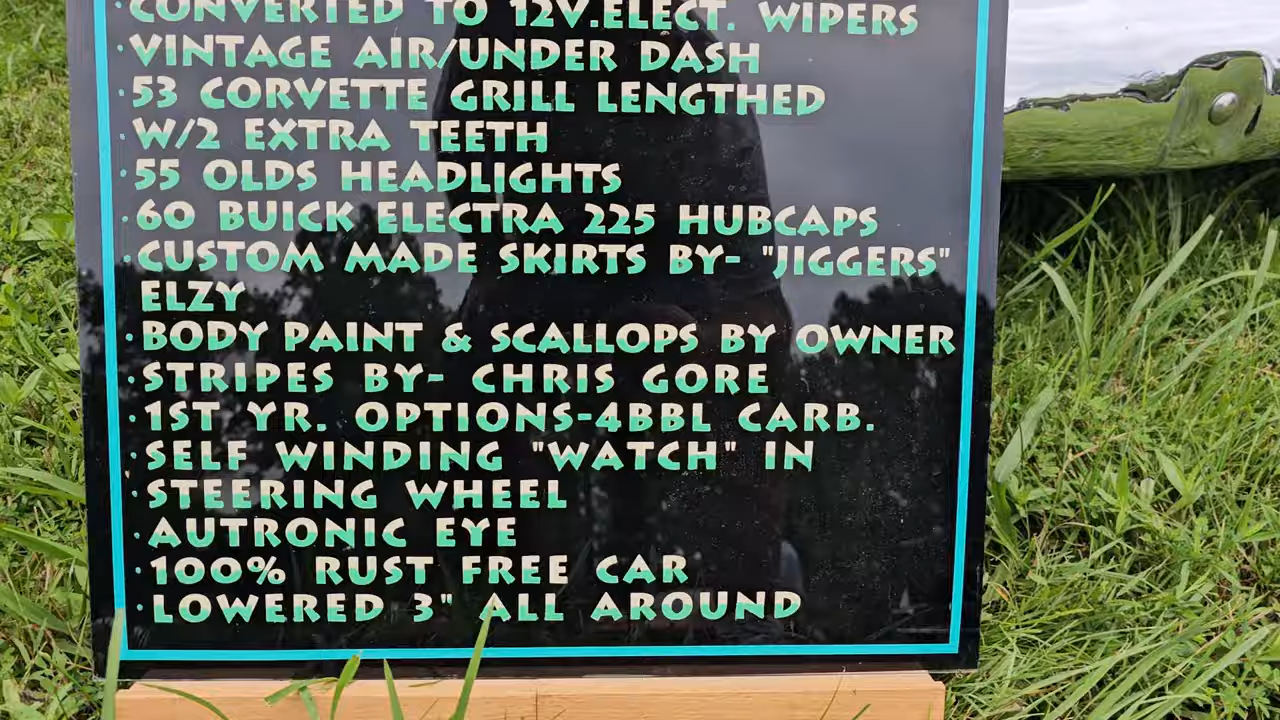 ·CONVERTED TO 12V.ELECT. WIPERS
·VINTAGE AIR/UNDER DASH
·53 CORVETTE GRILL LENGTHED
·W/2 EXTRA TEETH
·55 OLDS HEADLIGHTS
·60 BUICK ELECTRA 225 HUBCAPS
·CUSTOM MADE SKIRTS BY- "JIGGERS"
ELZY
·BODY PAINT & SCALLOPS BY OWNER
·STRIPES BY- CHRIS GORE
·1ST YR. OPTIONS-4BBL CARB.
·SELF WINDING "WATCH" IN
·STEERING WHEEL
·AUTRONIC EYE
·100% RUST FREE CAR
·LOWERED 3" ALL AROUND